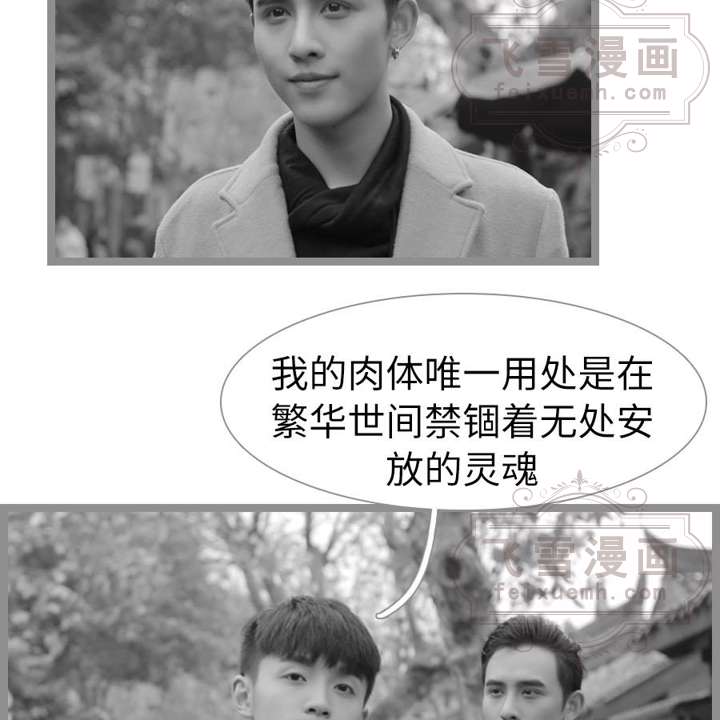 飞雪漫画
feixuemh.com
我的肉体唯一用处是在
繁华世间禁锢着无处安
放的灵魂
飞雪漫画
feixuemh.com